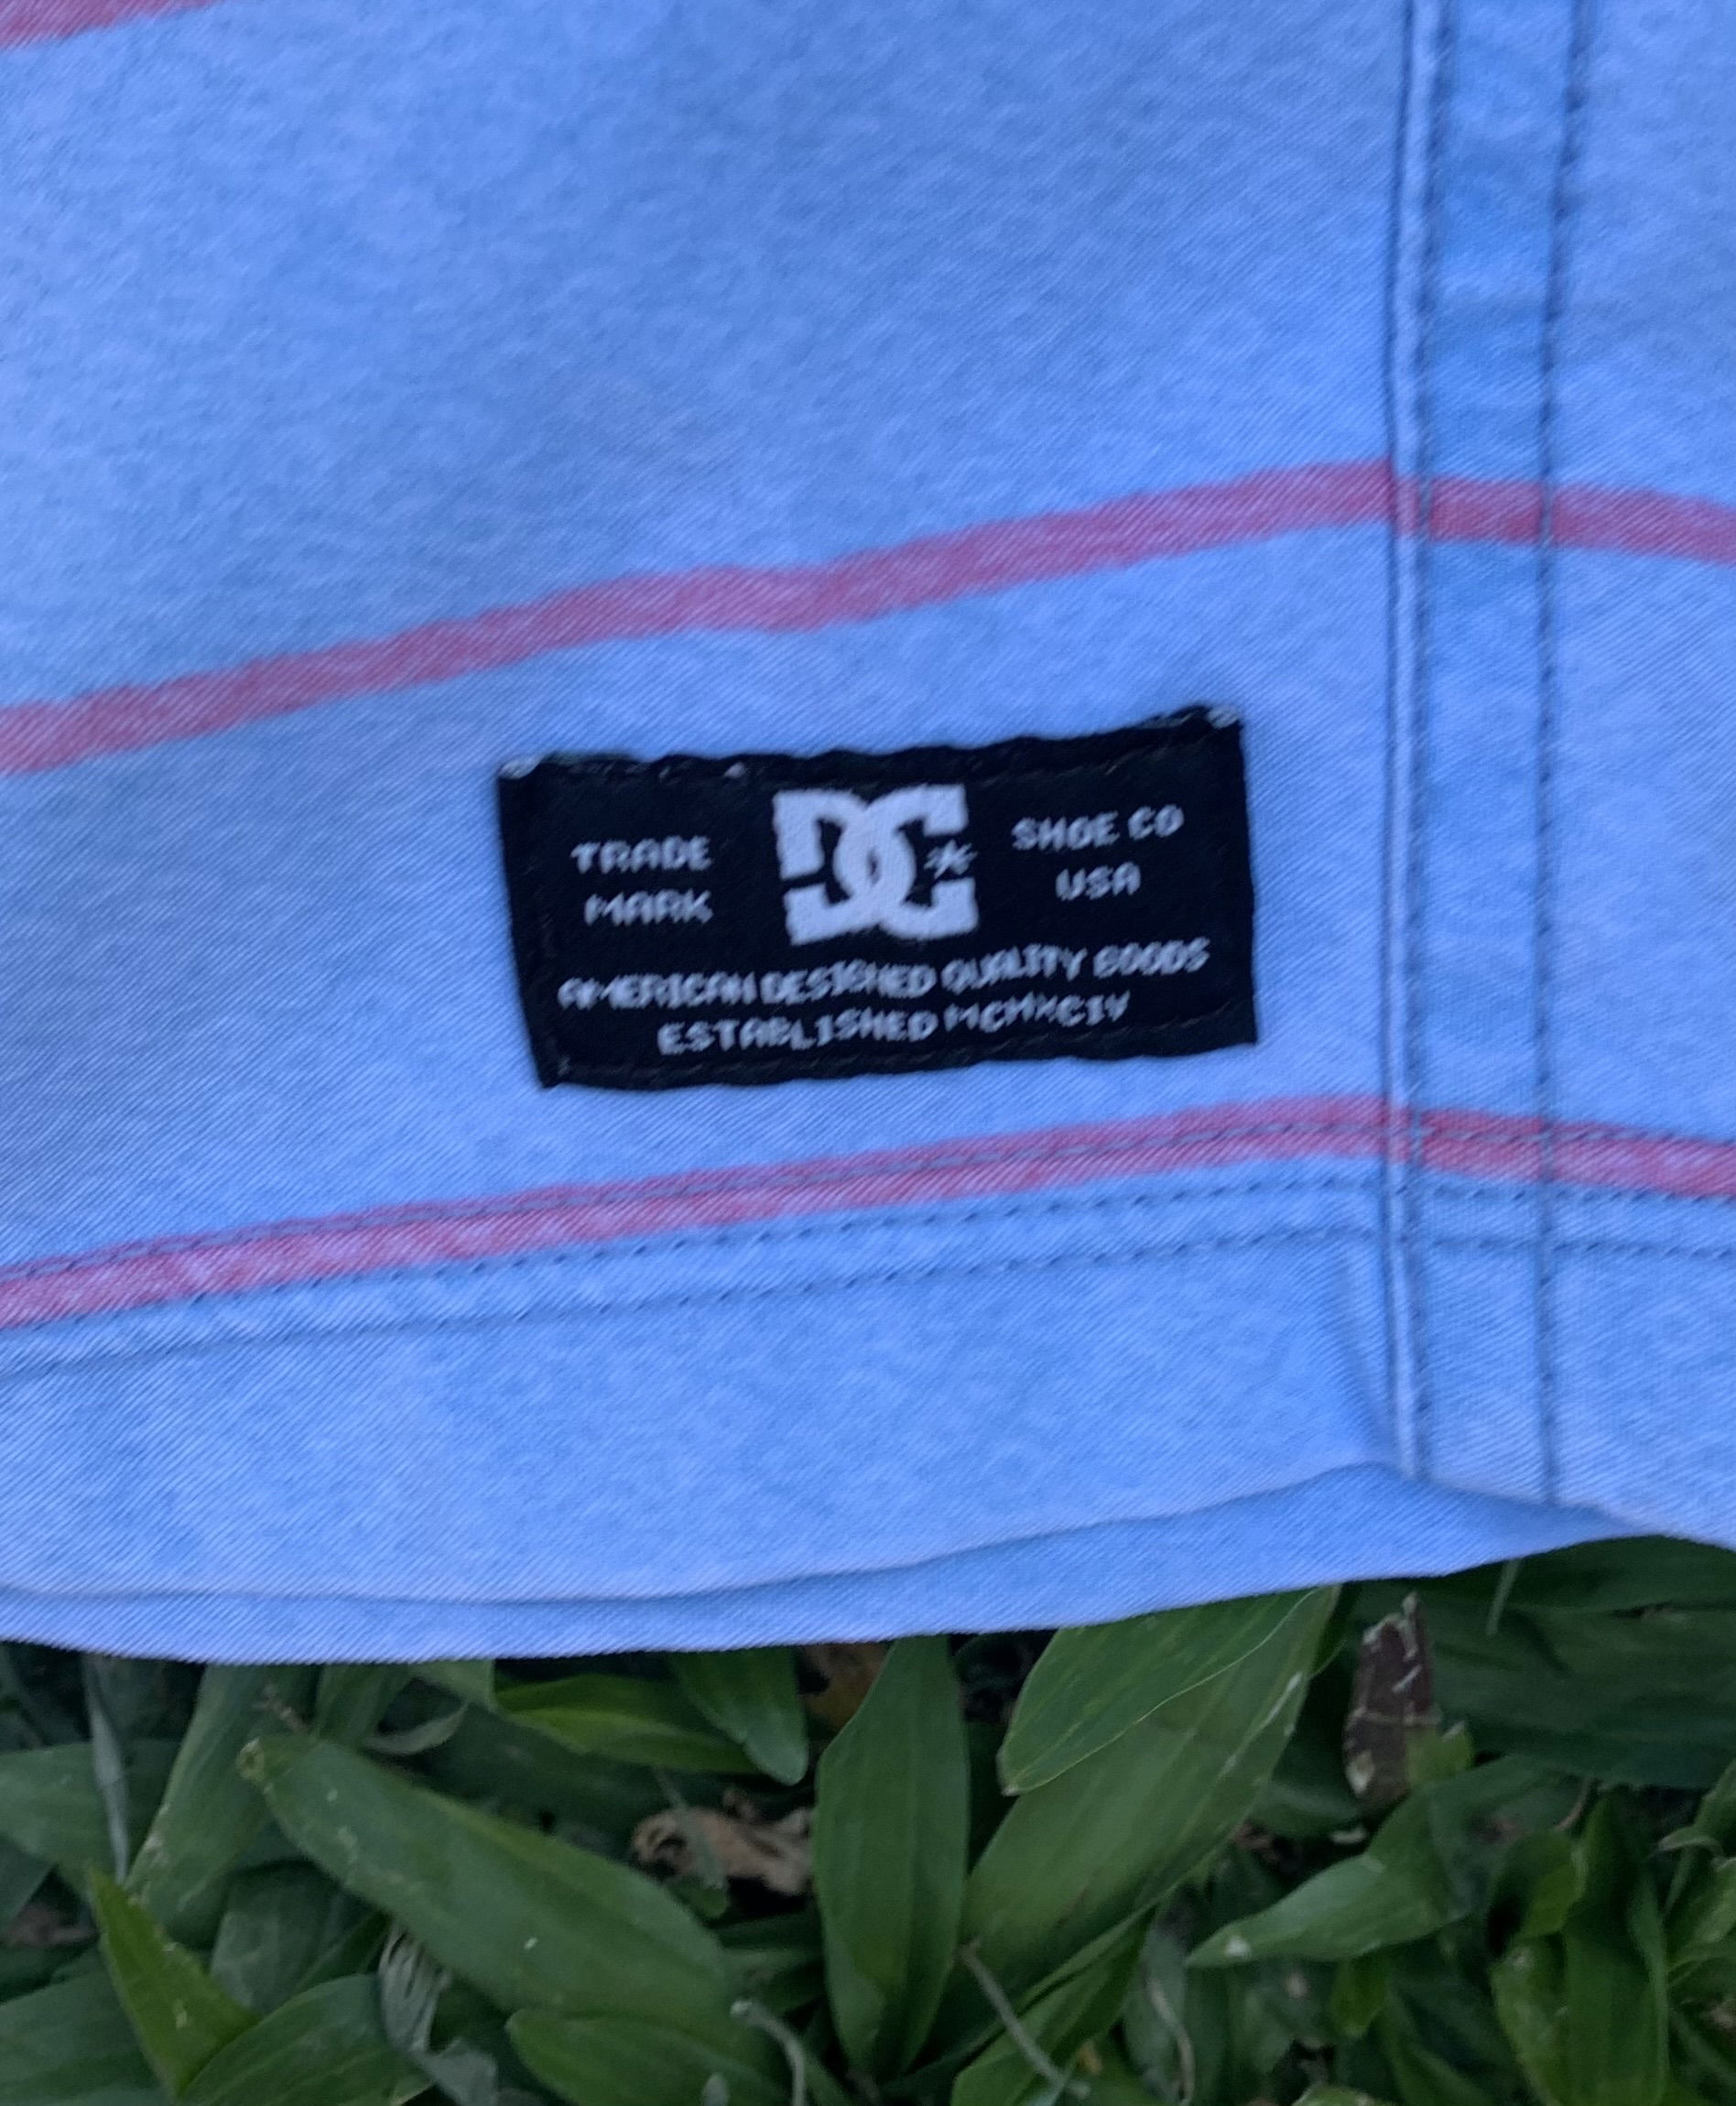 TRADE
MARK
DC
SHOE CO
USA
AMERICAN DESIGNED QUALITY GOODS
ESTABLISHED MCMXCIV